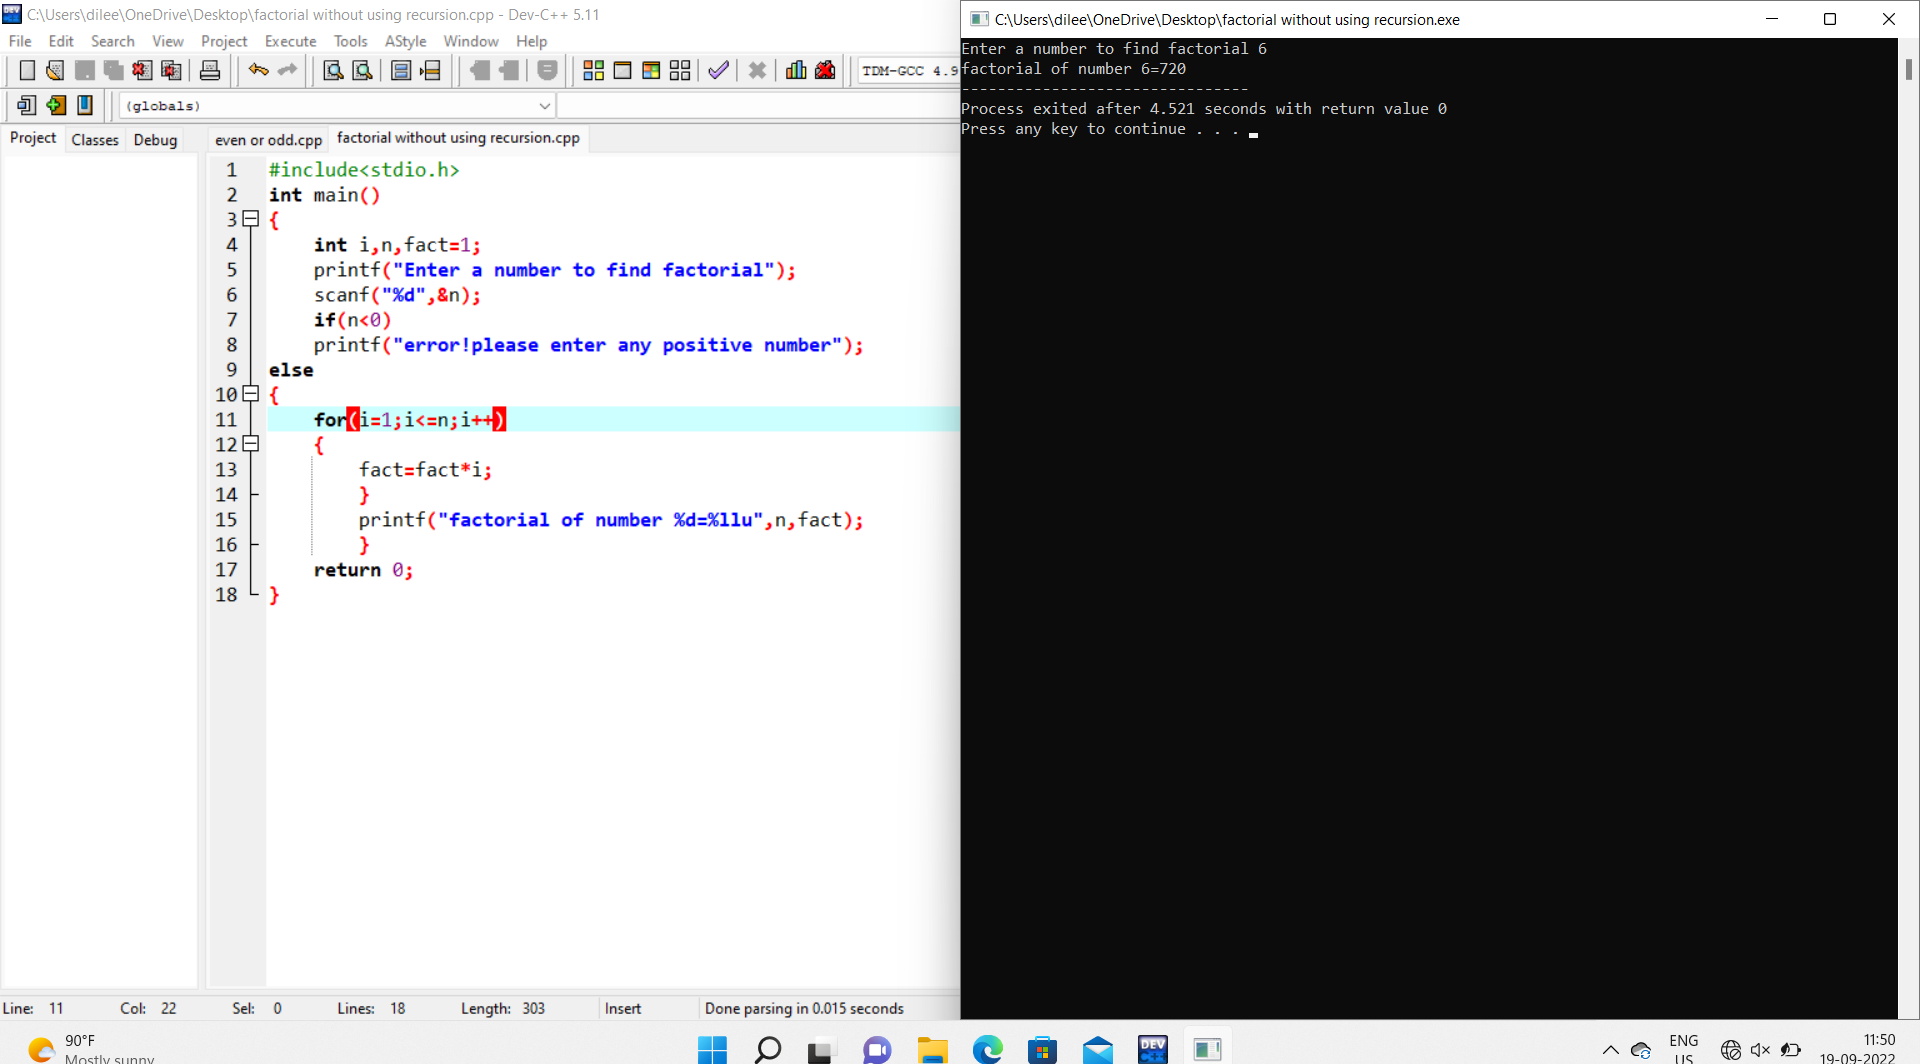 C:\Users\dilee\OneDrive\Desktop\factorial without using recursion.cpp - Dev-C++ 5.11
File Edit Search View Project Execute Tools AStyle Window Help
TDM-GCC 4.9
(globals)
Project Classes Debug
even or odd.cpp factorial without using recursion.cpp
1 #include<stdio.h>
2 int main()
3 {
4 int i,n,fact=1;
5 printf("Enter a number to find factorial");
6 scanf("%d",&n);
7 if(n<0)
8 printf("error!please enter any positive number");
9 else
10 {
11 for(i=1;i<=n;i++)
12 {
13 fact=fact*i;
14 }
15 printf("factorial of number %d=%llu",n,fact);
16 }
17 return 0;
18 }
Line: 11 Col: 22 Sel: 0 Lines: 18 Length: 303 Insert Done parsing in 0.015 seconds
C:\Users\dilee\OneDrive\Desktop\factorial without using recursion.exe
Enter a number to find factorial 6
factorial of number 6=720
--------------------------------
Process exited after 4.521 seconds with return value 0
Press any key to continue . . .
90°F
Mostly sunny
DEV
ENG
US
11:50
19-09-2022